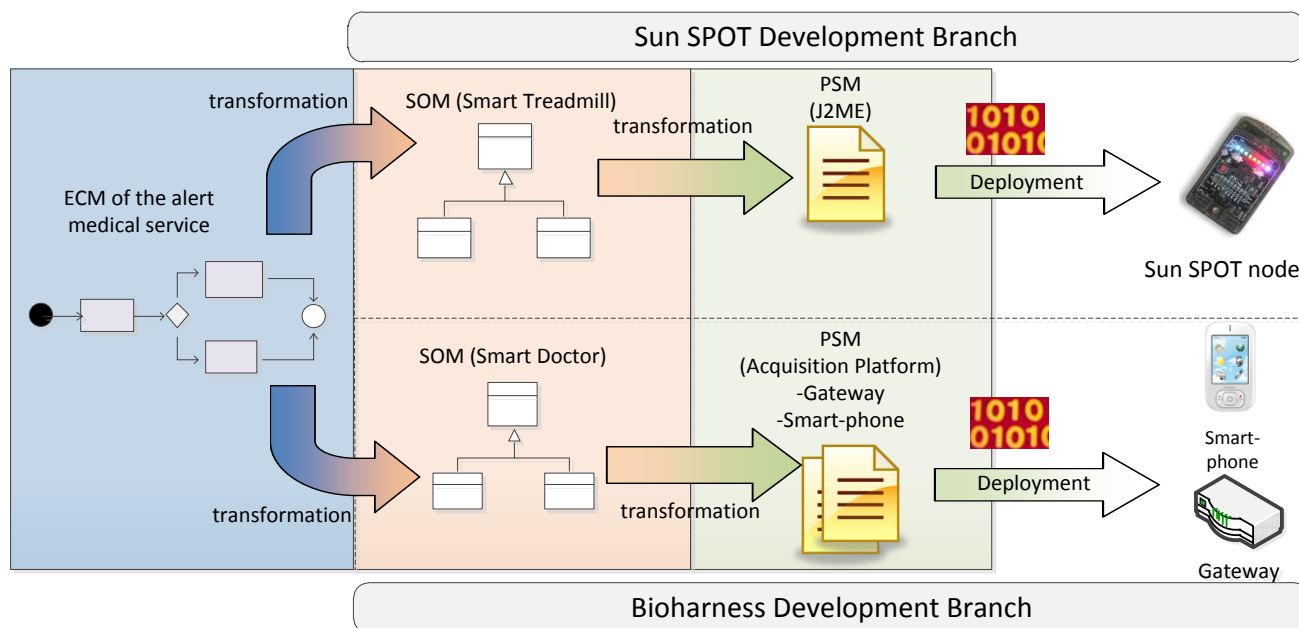 Sun SPOT Development Branch
transformation
SOM (Smart Treadmill)
transformation
PSM
(J2ME)
1010
01010
Deployment
ECM of the alert
medical service
Sun SPOT node
SOM (Smart Doctor)
PSM
(Acquisition Platform)
-Gateway
-Smart-phone
1010
01010
Deployment
Smart-
phone
transformation
transformation
Gateway
Bioharness Development Branch